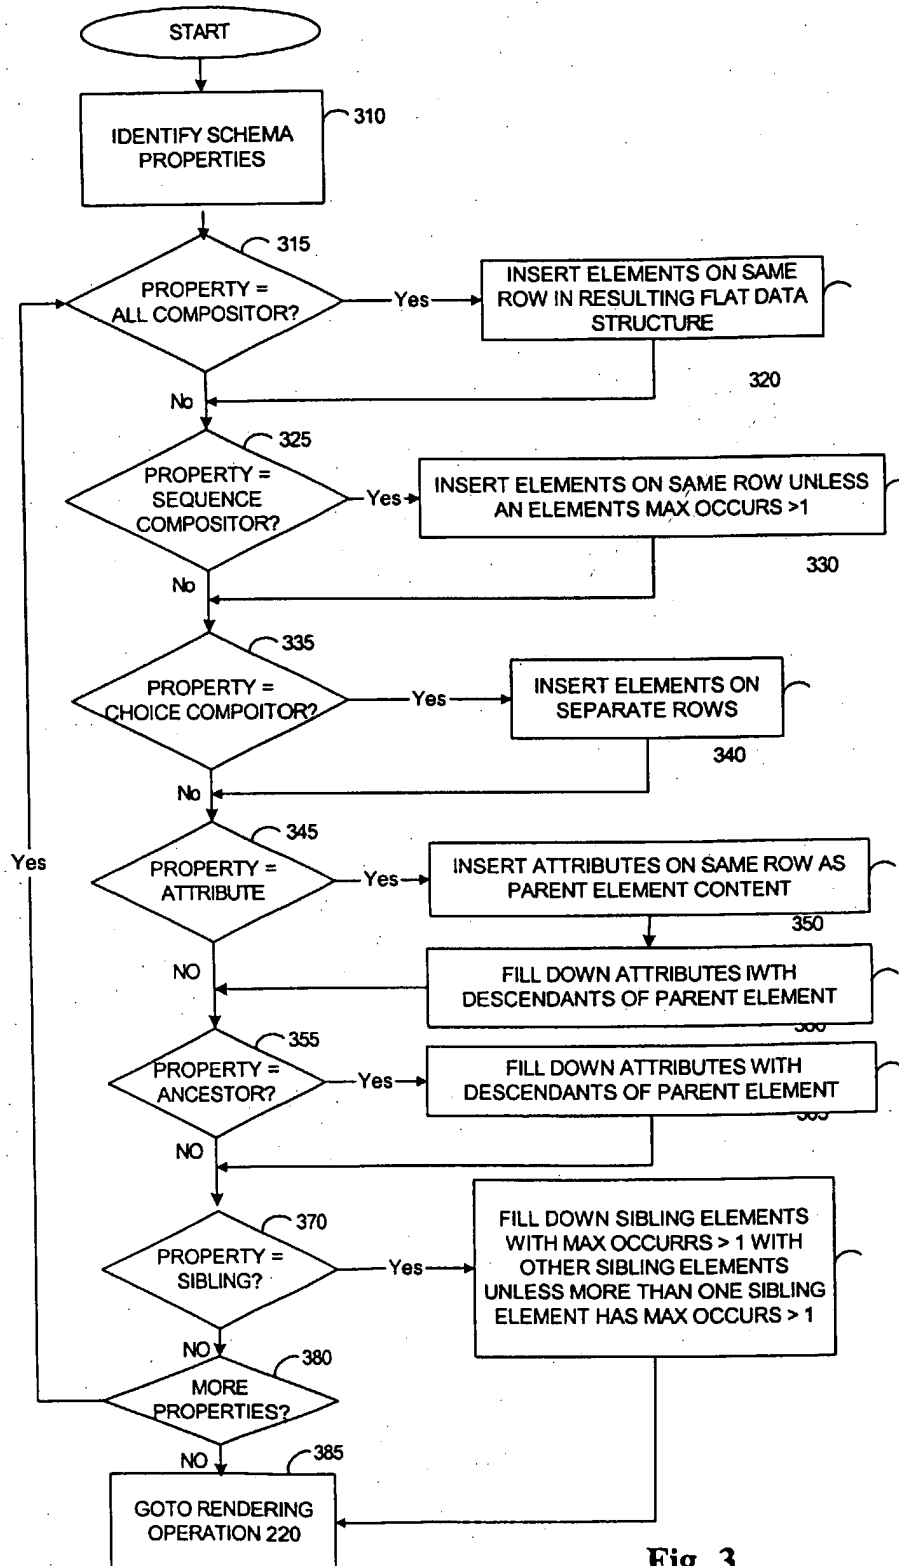 START
310
IDENTIFY SCHEMA
PROPERTIES
315
PROPERTY =
ALL COMPOSITOR?
Yes
INSERT ELEMENTS ON SAME
ROW IN RESULTING FLAT DATA
STRUCTURE
320
No
325
PROPERTY =
SEQUENCE
COMPOSITOR?
Yes
INSERT ELEMENTS ON SAME ROW UNLESS
AN ELEMENTS MAX OCCURS >1
330
No
335
PROPERTY =
CHOICE COMPOITOR?
Yes
INSERT ELEMENTS ON
SEPARATE ROWS
340
No
345
PROPERTY =
ATTRIBUTE
Yes
INSERT ATTRIBUTES ON SAME ROW AS
PARENT ELEMENT CONTENT
350
Yes
NO
FILL DOWN ATTRIBUTES IWTH
DESCENDANTS OF PARENT ELEMENT
355
PROPERTY =
ANCESTOR?
Yes
FILL DOWN ATTRIBUTES WITH
DESCENDANTS OF PARENT ELEMENT
NO
370
PROPERTY =
SIBLING?
Yes
FILL DOWN SIBLING ELEMENTS
WITH MAX OCCURRS > 1 WITH
OTHER SIBLING ELEMENTS
UNLESS MORE THAN ONE SIBLING
ELEMENT HAS MAX OCCURS > 1
NO
380
MORE
PROPERTIES?
NO
385
GOTO RENDERING
OPERATION 220
Fig. 3